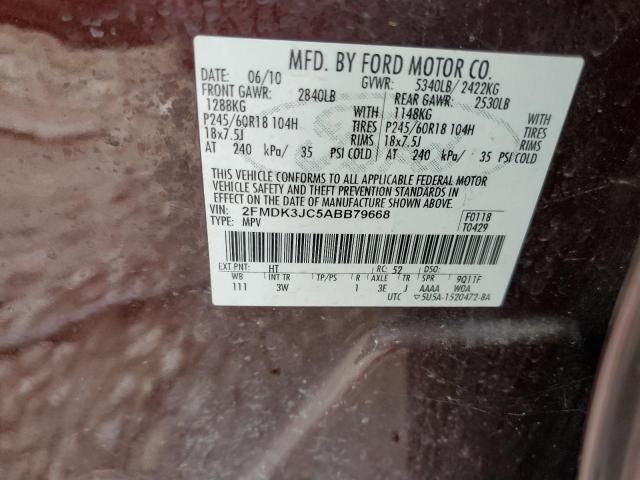 MFD. BY FORD MOTOR CO.
DATE: 06/10 GVWR: 5340LB/ 2422KG
FRONT GAWR: 2840LB REAR GAWR: 2530LB
1288KG WITH 1148KG WITH
P245/60R18 104H TIRES P245/60R18 104H TIRES
18x7.5J RIMS 18x7.5J RIMS
AT 240 kPa/ 35 PSI COLD AT 240 kPa/ 35 PSI COLD
THIS VEHICLE CONFORMS TO ALL APPLICABLE FEDERAL MOTOR
VEHICLE SAFETY AND THEFT PREVENTION STANDARDS IN
EFFECT ON THE DATE OF MANUFACTURE SHOWN ABOVE.
VIN: 2FMDK3JC5ABB79668 F0118
TYPE: MPV T0429
EXT PNT: HT RC: 52 DSO:
WB INT TR TP/PS R AXLE TR SPR 9Q11F
111 3W 1 3E J AAAA WOA
UTC ▽5U5A-1520472-BA